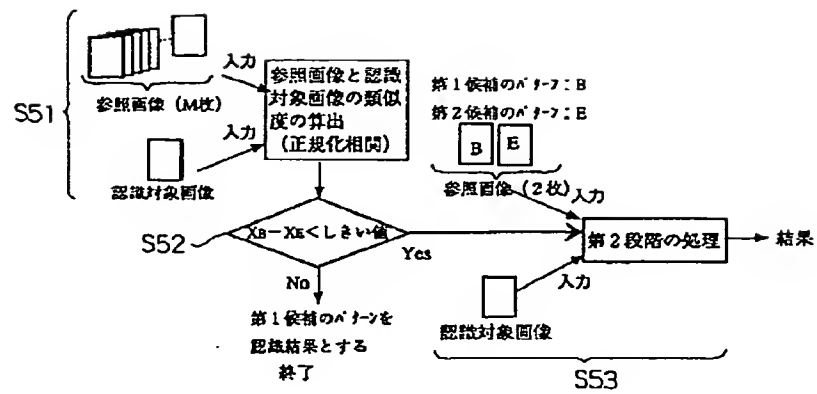 S51
参照画像（M枚）
入力
認識対象画像
入力
参照画像と認識
対象画像の類似
度の算出
（正規化相関）
第1候補のパターン：B
第2候補のパターン：E
B
E
参照画像（2枚）
入力
S52
XB－XE＜しきい値
Yes
No
第1候補のパターンを
認識結果とする
終了
第2段階の処理
結果
入力
認識対象画像
S53